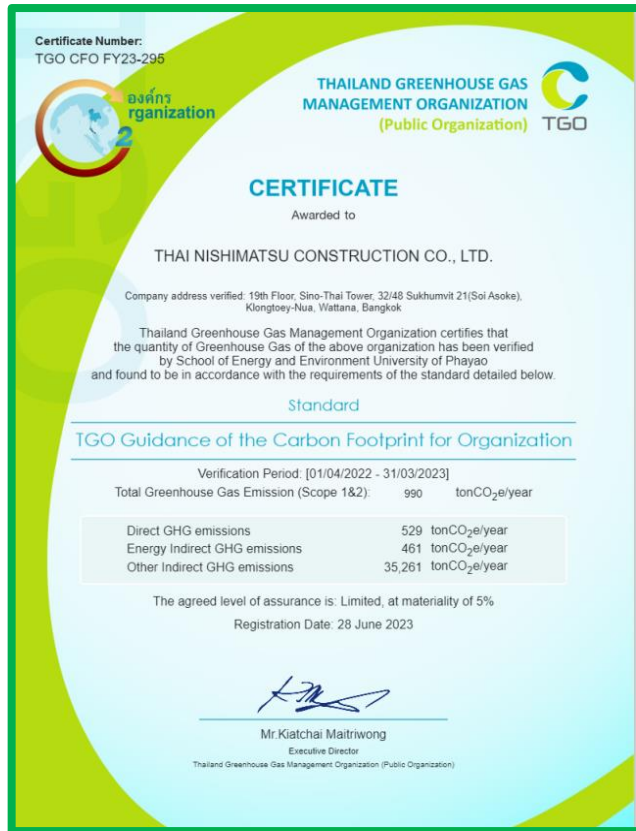 Certificate Number:
TGO CFO FY23-295
องค์กร
rganization
2
THAILAND GREENHOUSE GAS
MANAGEMENT ORGANIZATION
(Public Organization)
TGO
CERTIFICATE
Awarded to
THAI NISHIMATSU CONSTRUCTION CO., LTD.
Company address verified: 19th Floor, Sino-Thai Tower, 32/48 Sukhumvit 21(Soi Asoke),
Klongtoey-Nua, Wattana, Bangkok
Thailand Greenhouse Gas Management Organization certifies that
the quantity of Greenhouse Gas of the above organization has been verified
by School of Energy and Environment University of Phayao
and found to be in accordance with the requirements of the standard detailed below.
Standard
TGO Guidance of the Carbon Footprint for Organization
Verification Period: [01/04/2022 - 31/03/2023]
Total Greenhouse Gas Emission (Scope 1&2): 990 tonCO₂e/year
Direct GHG emissions 529 tonCO₂e/year
Energy Indirect GHG emissions 461 tonCO₂e/year
Other Indirect GHG emissions 35,261 tonCO₂e/year
The agreed level of assurance is: Limited, at materiality of 5%
Registration Date: 28 June 2023
Mr.Kiatchai Maitriwong
Executive Director
Thailand Greenhouse Gas Management Organization (Public Organization)